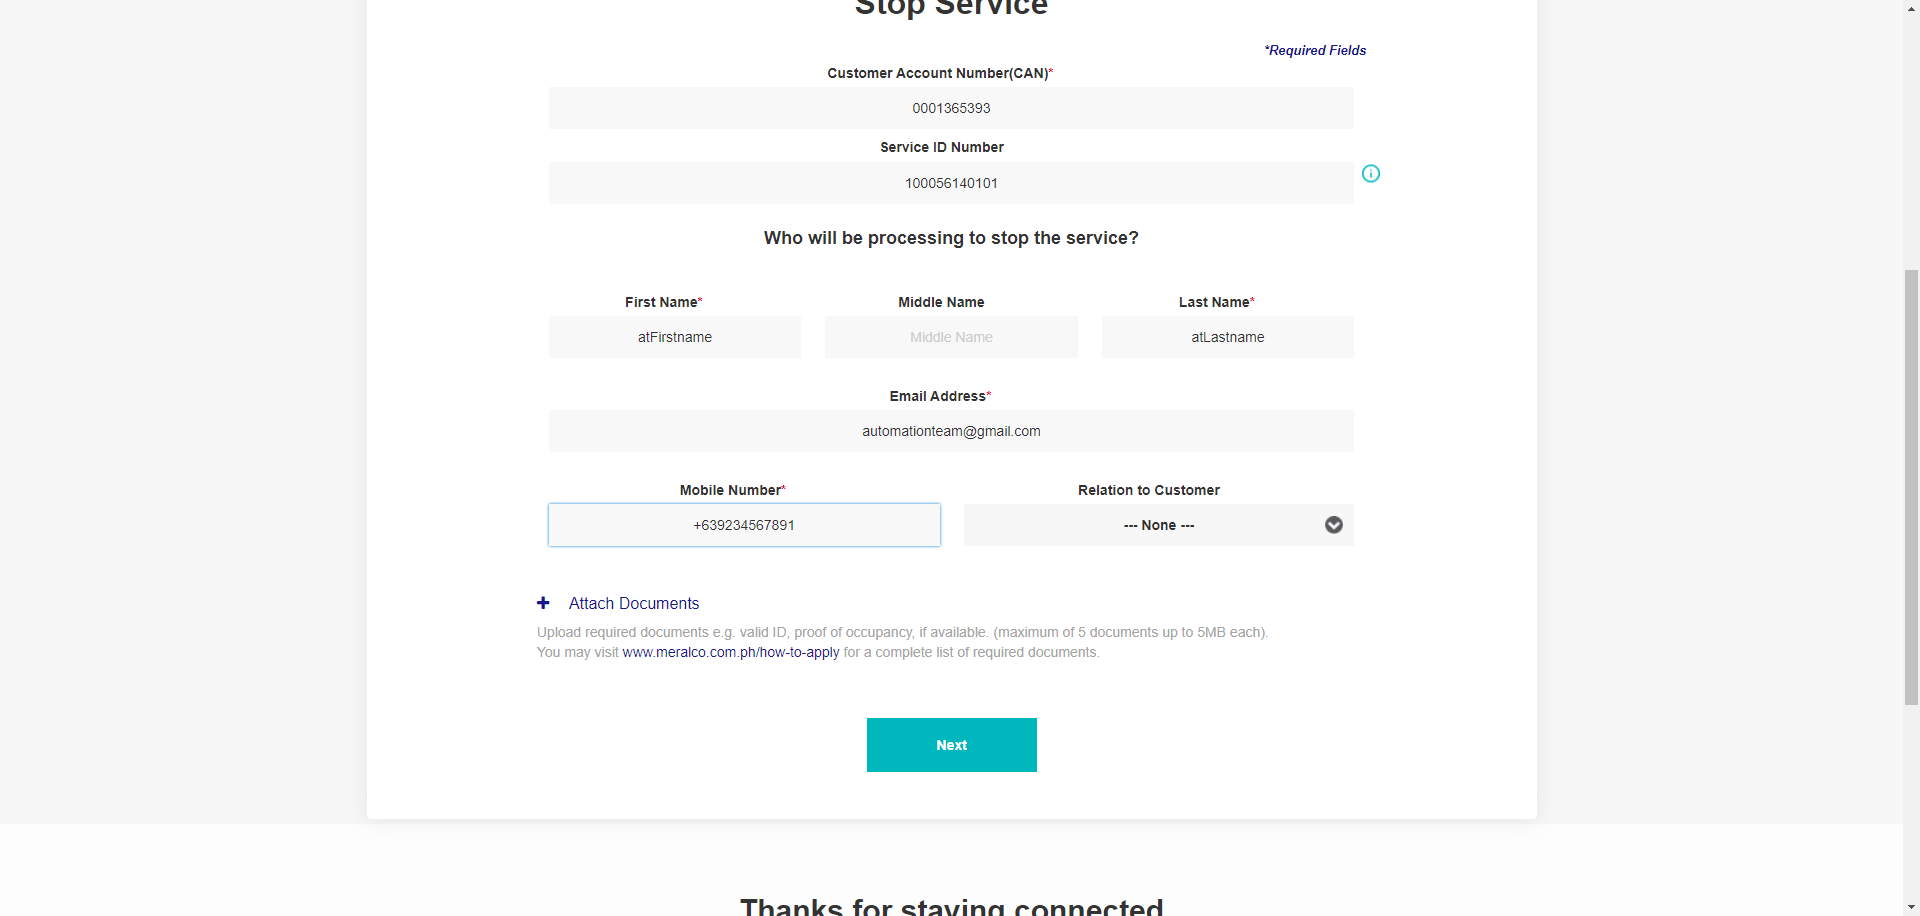 Stop Service
*Required Fields
Customer Account Number(CAN)*
0001365393
Service ID Number
100056140101
Who will be processing to stop the service?
First Name*
Middle Name
Last Name*
atFirstname
Middle Name
atLastname
Email Address*
automationteam@gmail.com
Mobile Number*
Relation to Customer
+639234567891
--- None ---
+ Attach Documents
Upload required documents e.g. valid ID, proof of occupancy, if available. (maximum of 5 documents up to 5MB each).
You may visit www.meralco.com.ph/how-to-apply for a complete list of required documents.
Next
Thanks for staying connected